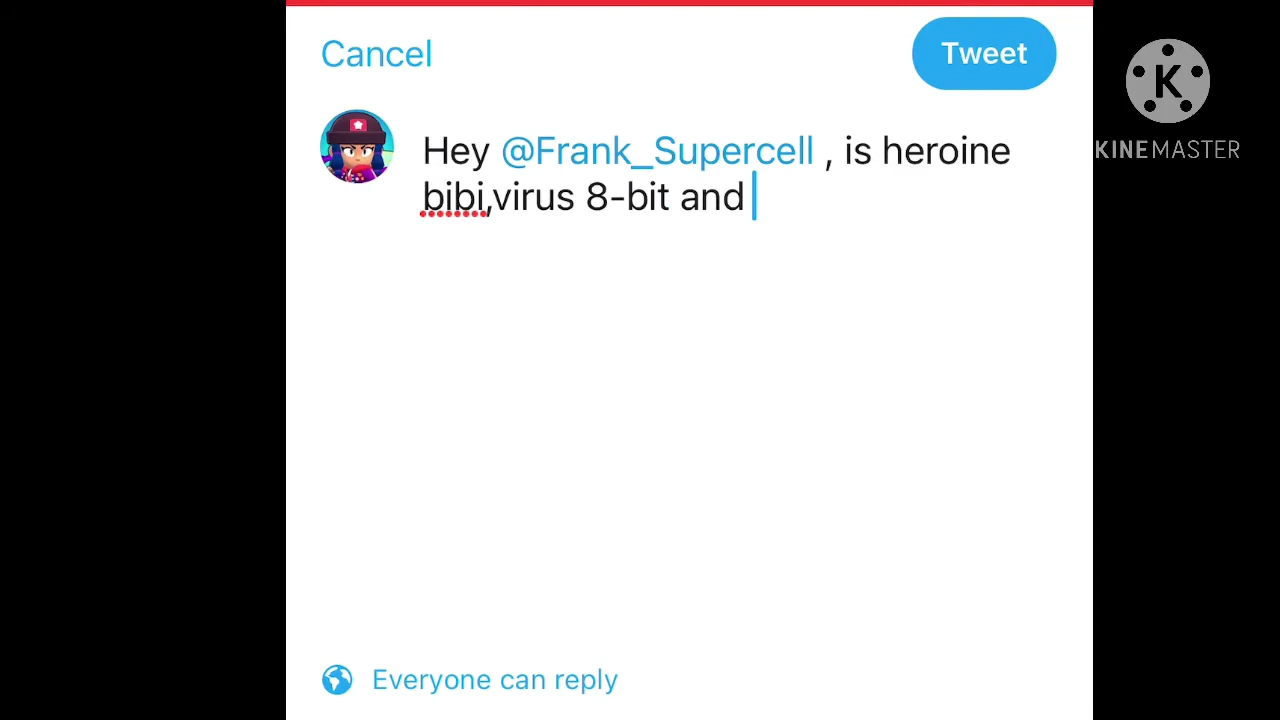 Cancel
Tweet
Hey @Frank_Supercell , is heroine
bibi,virus 8-bit and
Everyone can reply
K
KINEMASTER